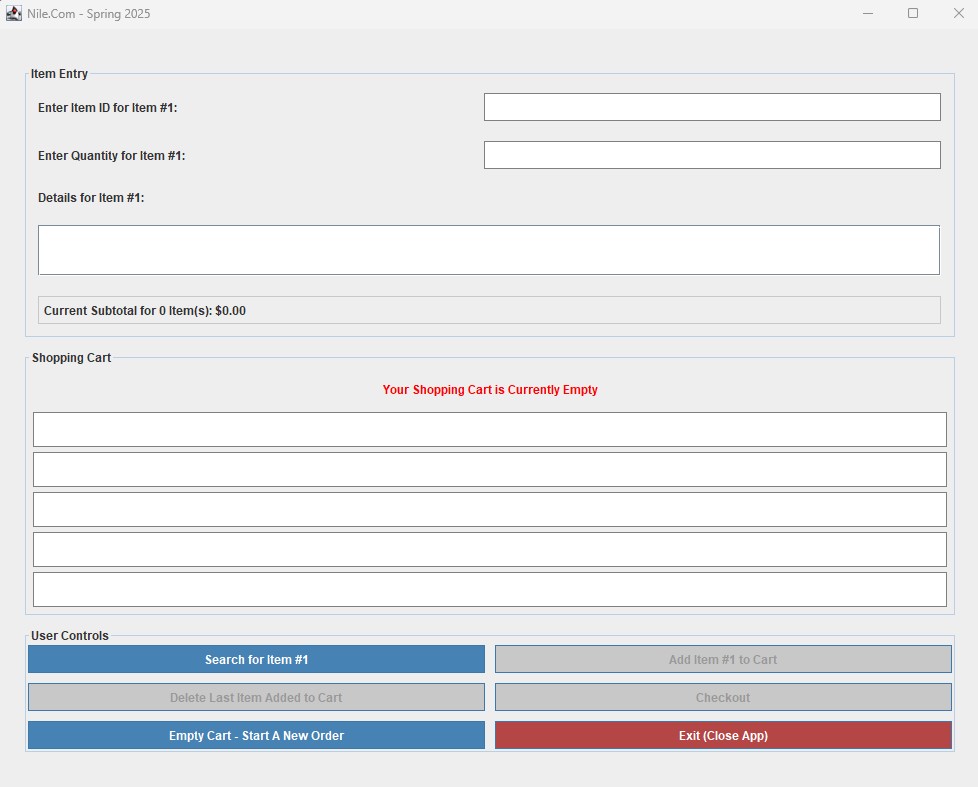 Nile.Com - Spring 2025
Item Entry
Enter Item ID for Item #1:
Enter Quantity for Item #1:
Details for Item #1:
Current Subtotal for 0 Item(s): $0.00
Shopping Cart
Your Shopping Cart is Currently Empty
User Controls
Search for Item #1
Add Item #1 to Cart
Delete Last Item Added to Cart
Checkout
Empty Cart - Start A New Order
Exit (Close App)